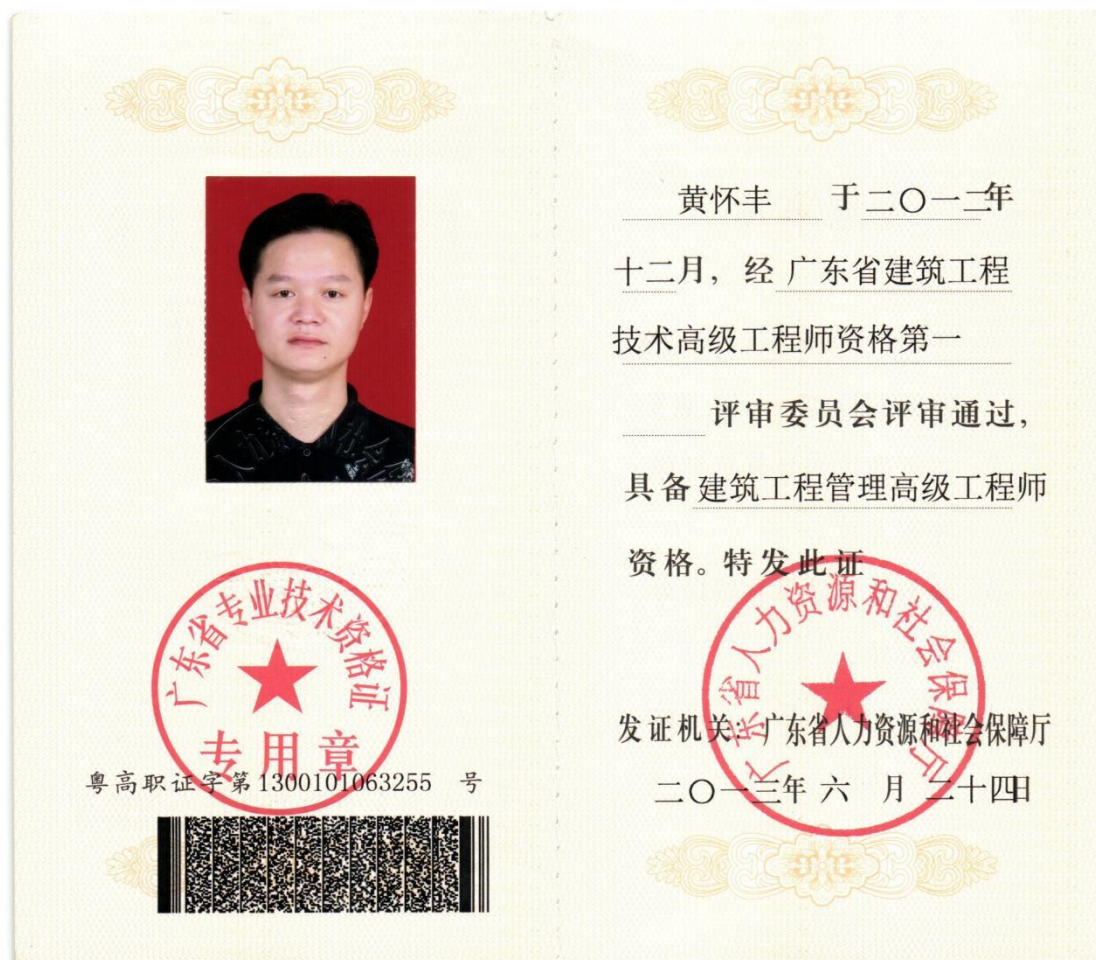 广东省专业技术资格证
专用章
粤高职证字第1300101063255 号
黄怀丰 于二〇一二年
十二月，经 广东省建筑工程
技术高级工程师资格第一
评审委员会评审通过，
具备建筑工程管理高级工程师
资格。特发此证
广东省人力资源和社会保障厅
发证机关：广东省人力资源和社会保障厅
二〇一三年 六 月 二十四日